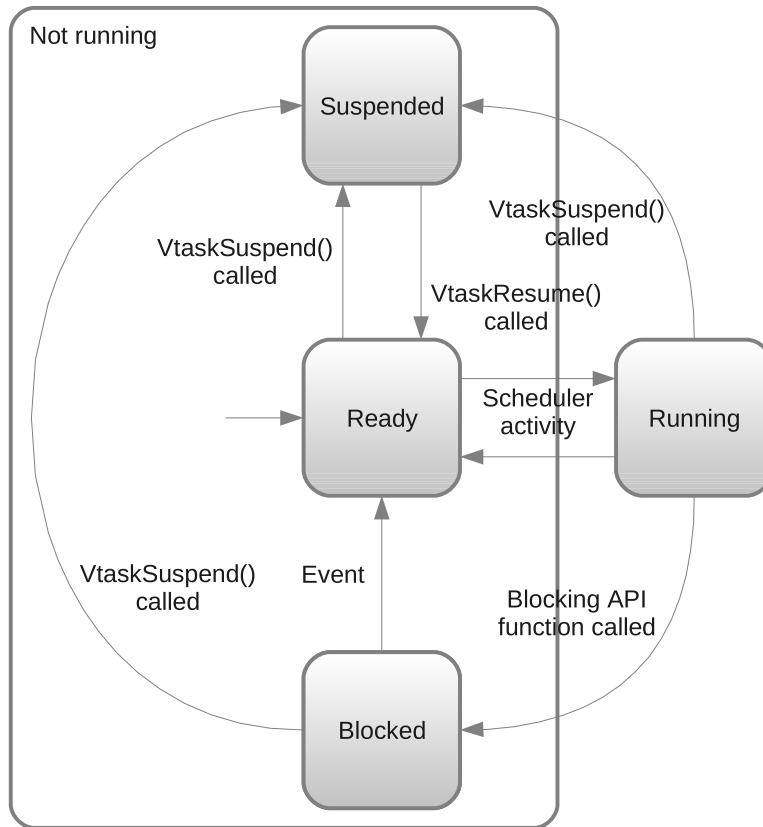 Not running
Suspended
VtaskSuspend()
called
VtaskSuspend()
called
VtaskResume()
called
Ready
Scheduler
activity
Running
VtaskSuspend()
called
Event
Blocking API
function called
Blocked